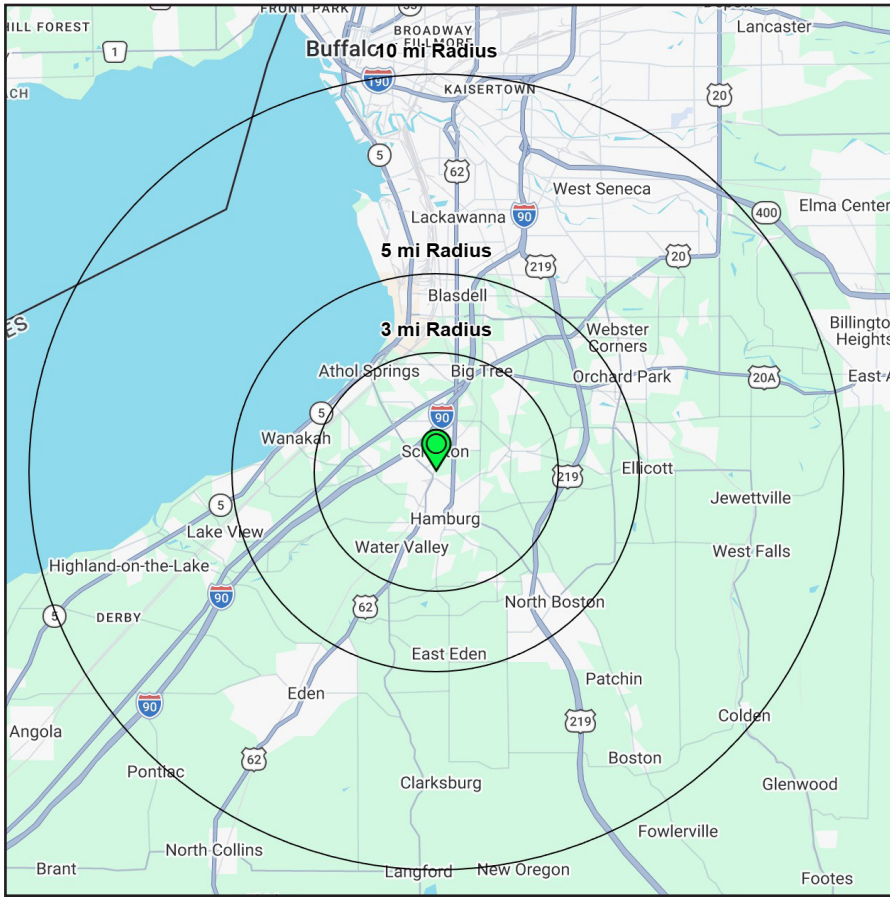 FRONT PARK
33
HILL FOREST
1
BROADWAY
FILLMORE
Lancaster
Buffalo
10 mi Radius
190
KAISERTOWN
20
5
62
West Seneca
400
Elma Center
Lackawanna
90
5 mi Radius
219
20
Blasdell
3 mi Radius
Webster
Corners
Billington
Heights
Athol Springs
Big Tree
Orchard Park
20A
East A
5
90
Wanakah
Ellicott
219
Jewettville
5
Hamburg
Lake View
Water Valley
West Falls
Highland-on-the-Lake
90
62
North Boston
5
DERBY
East Eden
Eden
Patchin
90
Colden
219
Angola
62
Boston
Pontiac
Clarksburg
Glenwood
Fowlerville
North Collins
Brant
Langford
New Oregon
Footes